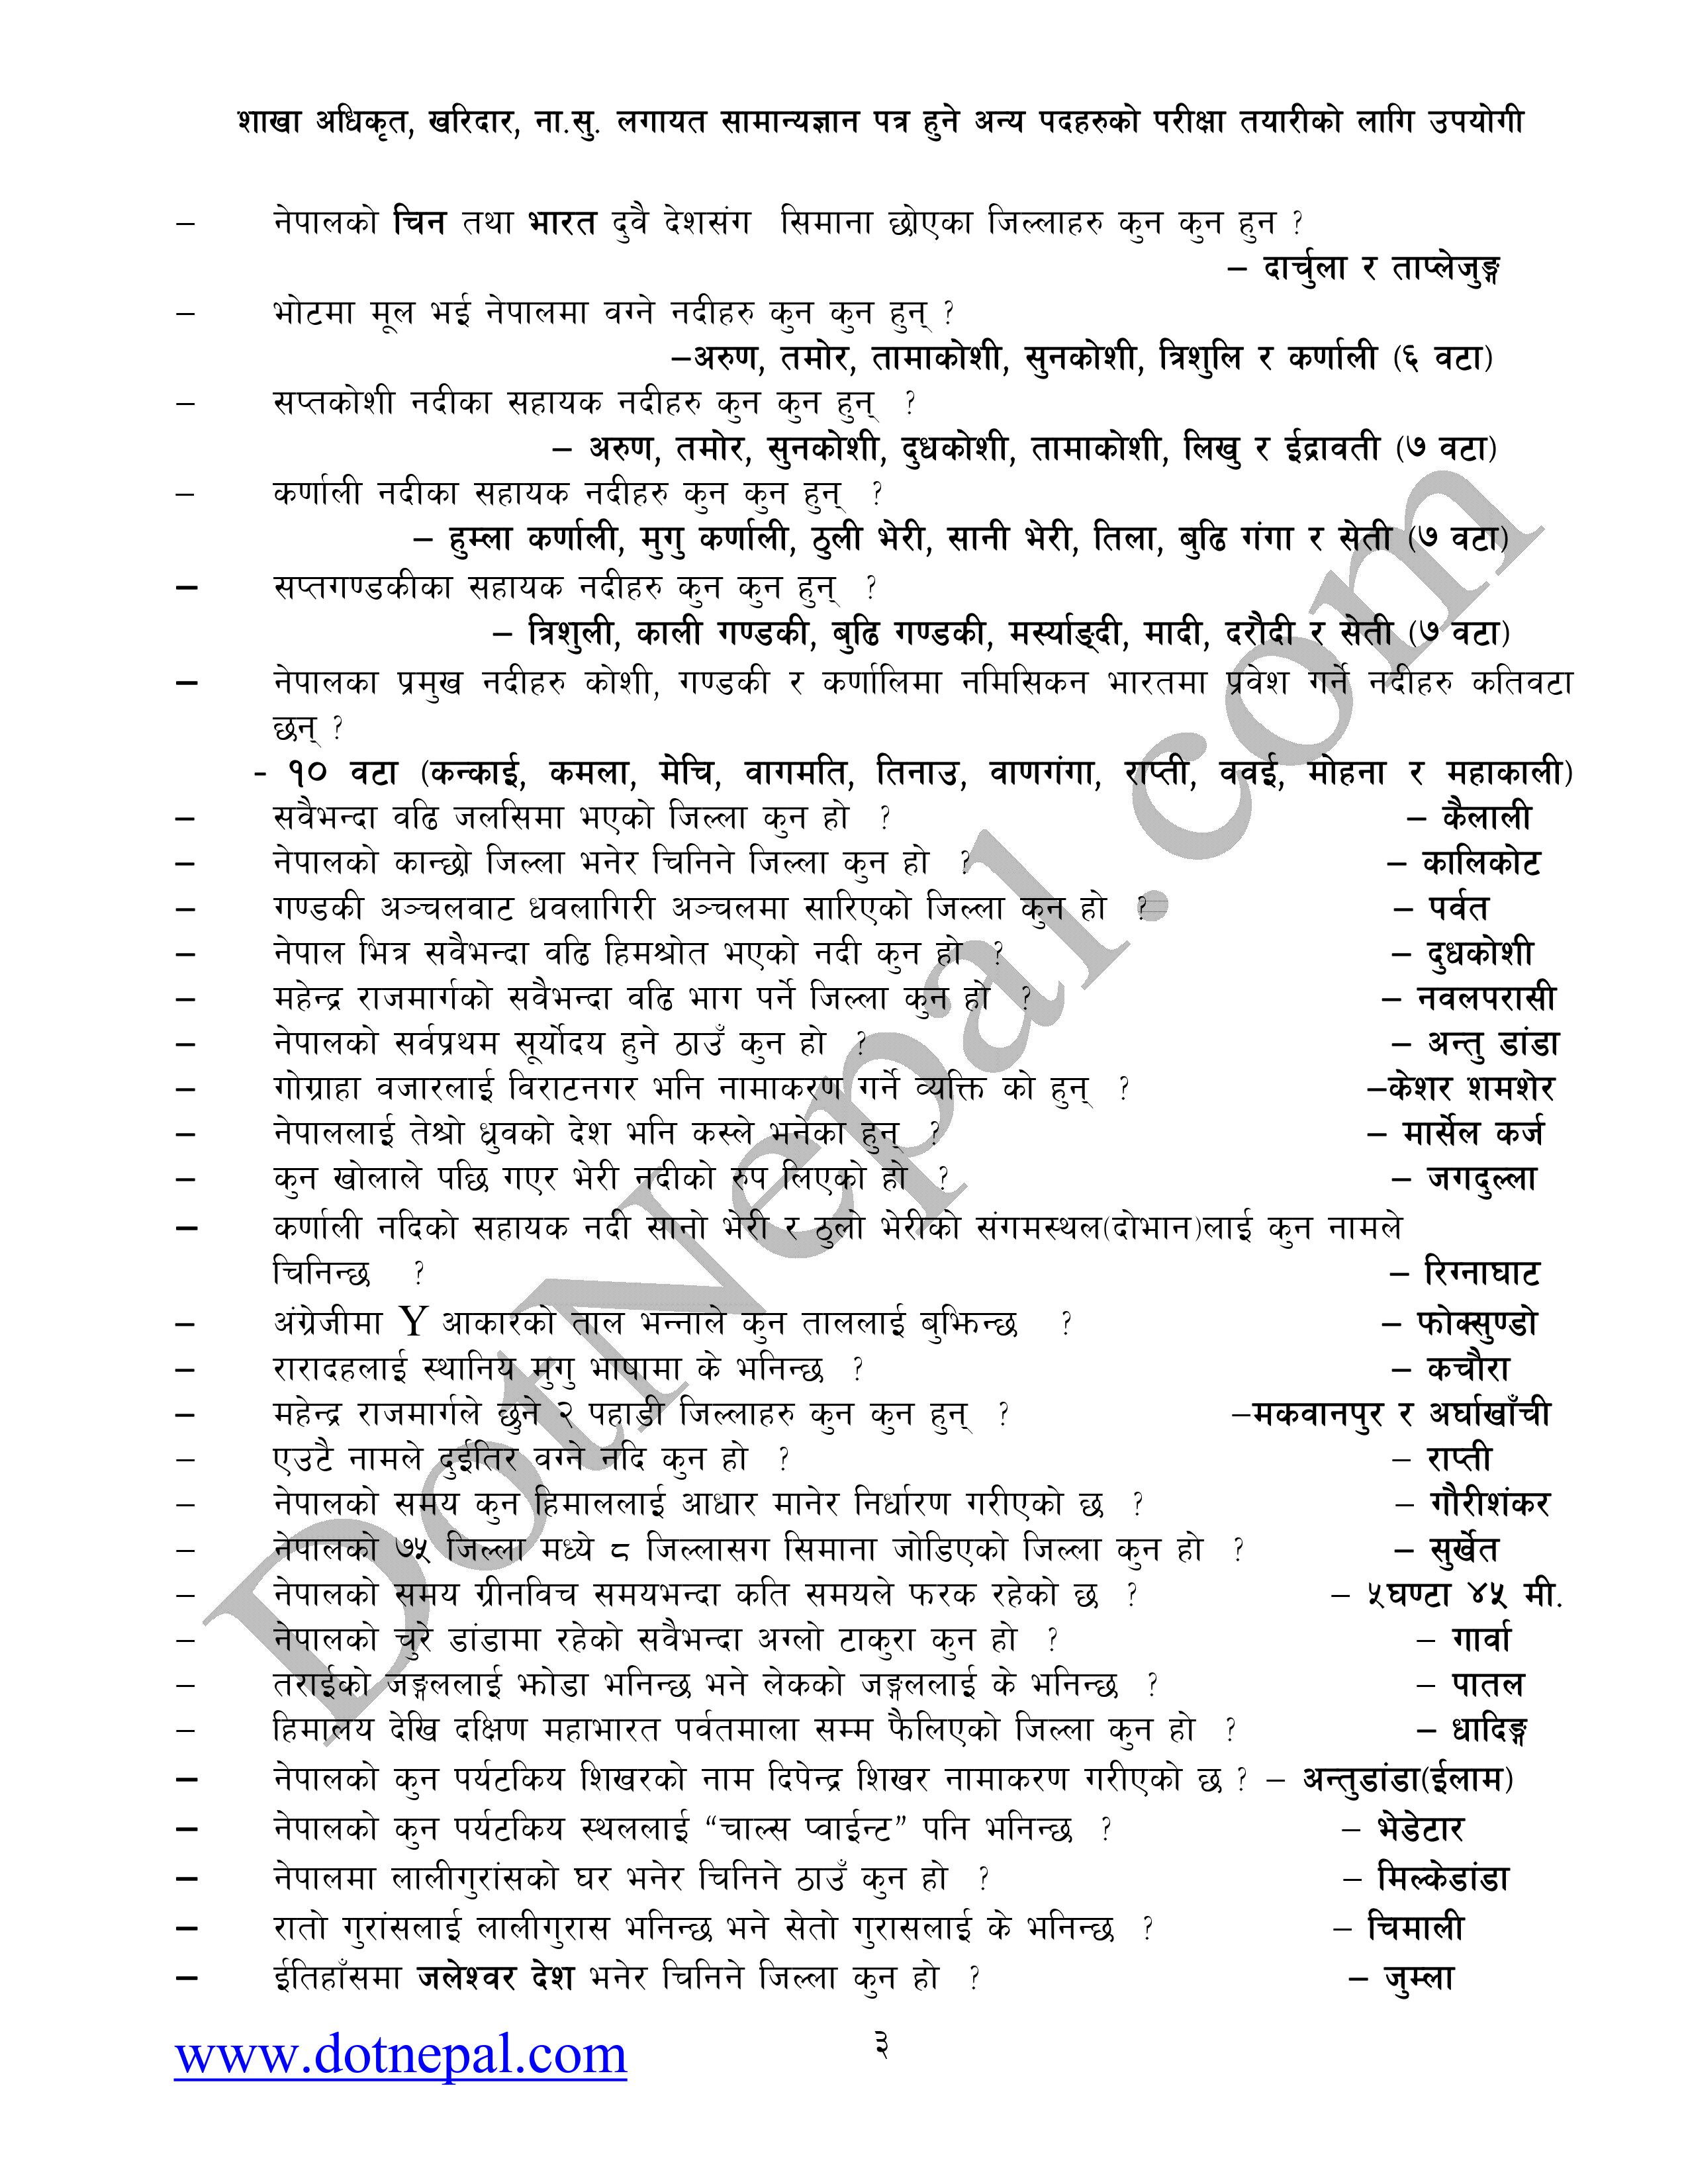 शाखा अधिकृत, खरिदार, ना.सु. लगायत सामान्यज्ञान पत्र हुने अन्य पदहरुको परीक्षा तयारीको लागि उपयोगी
– नेपालको चिन तथा भारत दुवै देशसंग सिमाना छोएका जिल्लाहरु कुन कुन हुन ?
– दार्चुला र ताप्लेजुङ्ग
– भोटमा मूल भई नेपालमा वग्ने नदीहरु कुन कुन हुन् ?
–अरुण, तमोर, तामाकोशी, सुनकोशी, त्रिशुलि र कर्णाली (६ वटा)
– सप्तकोशी नदीका सहायक नदीहरु कुन कुन हुन् ?
– अरुण, तमोर, सुनकोशी, दुधकोशी, तामाकोशी, लिखु र ईद्रावती (७ वटा)
– कर्णाली नदीका सहायक नदीहरु कुन कुन हुन् ?
– हुम्ला कर्णाली, मुगु कर्णाली, ठुली भेरी, सानी भेरी, तिला, बुढि गंगा र सेती (७ वटा)
– सप्तगण्डकीका सहायक नदीहरु कुन कुन हुन् ?
– त्रिशुली, काली गण्डकी, बुढि गण्डकी, मर्स्याङ्दी, मादी, दरौदी र सेती (७ वटा)
– नेपालका प्रमुख नदीहरु कोशी, गण्डकी र कर्णालिमा नमिसिकन भारतमा प्रवेश गर्ने नदीहरु कतिवटा
छन् ?
- १० वटा (कन्काई, कमला, मेचि, वागमति, तिनाउ, वाणगंगा, राप्ती, ववई, मोहना र महाकाली)
– सवैभन्दा वढि जलसिमा भएको जिल्ला कुन हो ? – कैलाली
– नेपालको कान्छो जिल्ला भनेर चिनिने जिल्ला कुन हो ? – कालिकोट
– गण्डकी अञ्चलवाट धवलागिरी अञ्चलमा सारिएको जिल्ला कुन हो ? – पर्वत
– नेपाल भित्र सवैभन्दा वढि हिमश्रोत भएको नदी कुन हो ? – दुधकोशी
– महेन्द्र राजमार्गको सवैभन्दा वढि भाग पर्ने जिल्ला कुन हो ? – नवलपरासी
– नेपालको सर्वप्रथम सूर्योदय हुने ठाउँ कुन हो ? – अन्तु डांडा
– गोग्राहा वजारलाई विराटनगर भनि नामाकरण गर्ने व्यक्ति को हुन् ? –केशर शमशेर
– नेपाललाई तेश्रो ध्रुवको देश भनि कस्ले भनेका हुन् ? – मार्सेल कर्ज
– कुन खोलाले पछि गएर भेरी नदीको रुप लिएको हो ? – जगदुल्ला
– कर्णाली नदिको सहायक नदी सानो भेरी र ठुलो भेरीको संगमस्थल(दोभान)लाई कुन नामले
चिनिन्छ ? – रिग्नाघाट
– अंग्रेजीमा Y आकारको ताल भन्नाले कुन ताललाई बुझिन्छ ? – फोक्सुण्डो
– रारादहलाई स्थानिय मुगु भाषामा के भनिन्छ ? – कचौरा
– महेन्द्र राजमार्गले छुने २ पहाडी जिल्लाहरु कुन कुन हुन् ? –मकवानपुर र अर्घाखाँची
– एउटै नामले दुईतिर वग्ने नदि कुन हो ? – राप्ती
– नेपालको समय कुन हिमाललाई आधार मानेर निर्धारण गरीएको छ ? – गौरीशंकर
– नेपालको ७५ जिल्ला मध्ये ८ जिल्लासग सिमाना जोडिएको जिल्ला कुन हो ? – सुर्खेत
– नेपालको समय ग्रीनविच समयभन्दा कति समयले फरक रहेको छ ? – ५घण्टा ४५ मी.
– नेपालको चुरे डांडामा रहेको सवैभन्दा अग्लो टाकुरा कुन हो ? – गार्वा
– तराईको जङ्गललाई झोडा भनिन्छ भने लेकको जङ्गललाई के भनिन्छ ? – पातल
– हिमालय देखि दक्षिण महाभारत पर्वतमाला सम्म फैलिएको जिल्ला कुन हो ? – धादिङ्ग
– नेपालको कुन पर्यटकिय शिखरको नाम दिपेन्द्र शिखर नामाकरण गरीएको छ ? – अन्तुडांडा(ईलाम)
– नेपालको कुन पर्यटकिय स्थललाई “चाल्स प्वाईन्ट” पनि भनिन्छ ? – भेडेटार
– नेपालमा लालीगुरांसको घर भनेर चिनिने ठाउँ कुन हो ? – मिल्केडांडा
– रातो गुरांसलाई लालीगुरास भनिन्छ भने सेतो गुरासलाई के भनिन्छ ? – चिमाली
– ईतिहाँसमा जलेश्वर देश भनेर चिनिने जिल्ला कुन हो ? – जुम्ला
www.dotnepal.com ३
DotNepal.com